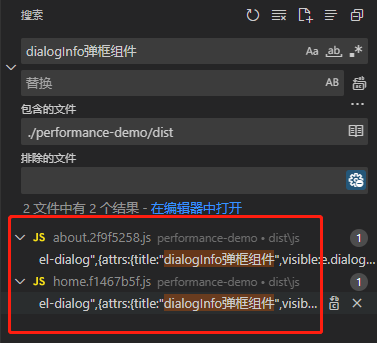 搜索
dialogInfo弹框组件
Aa ab .*
替换
AB
包含的文件
./performance-demo/dist
排除的文件
2 文件中有 2 个结果 - 在编辑器中打开
JS about.2f9f5258.js performance-demo • dist\js 1
el-dialog",{attrs:{title:"dialogInfo弹框组件",visible:e.dialog...
JS home.f1467b5f.js performance-demo • dist\js 1
el-dialog",{attrs:{title:"dialogInfo弹框组件",visib...